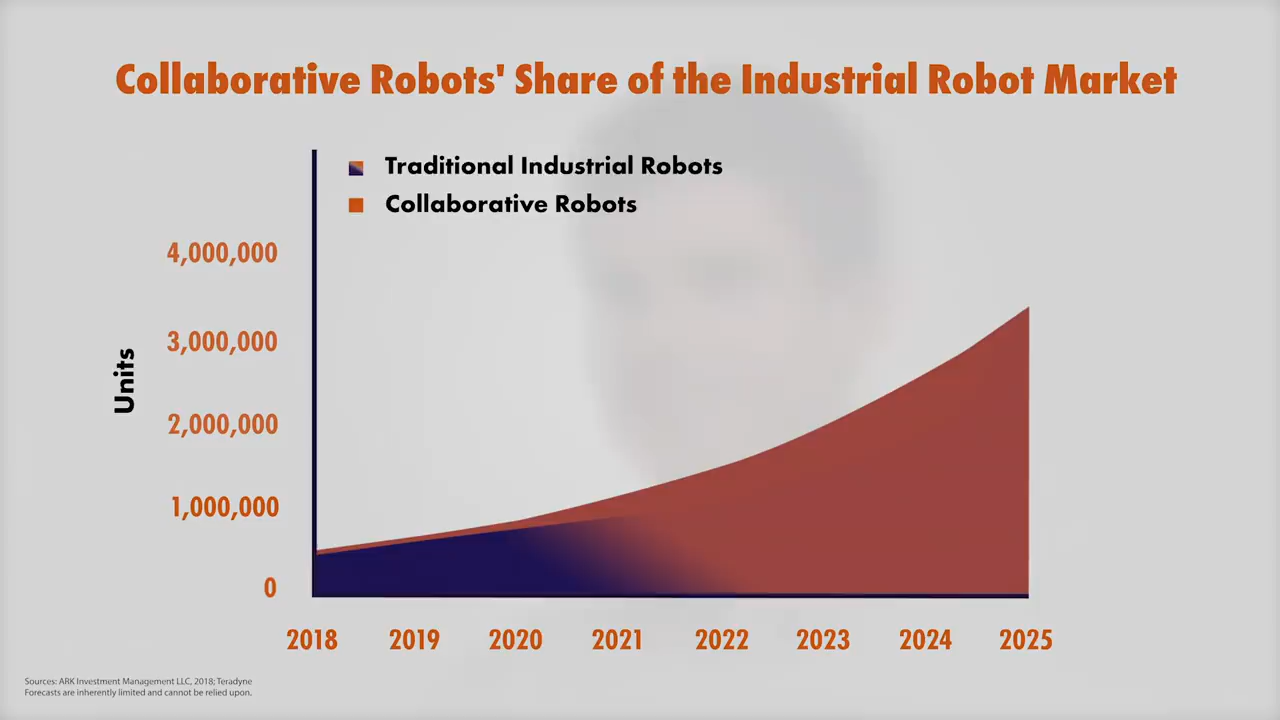 Collaborative Robots' Share of the Industrial Robot Market
Traditional Industrial Robots
Collaborative Robots
4,000,000
3,000,000
2,000,000
1,000,000
0
Units
2018 2019 2020 2021 2022 2023 2024 2025
Sources: ARK Investment Management LLC, 2018; Teradyne
Forecasts are inherently limited and cannot be relied upon.